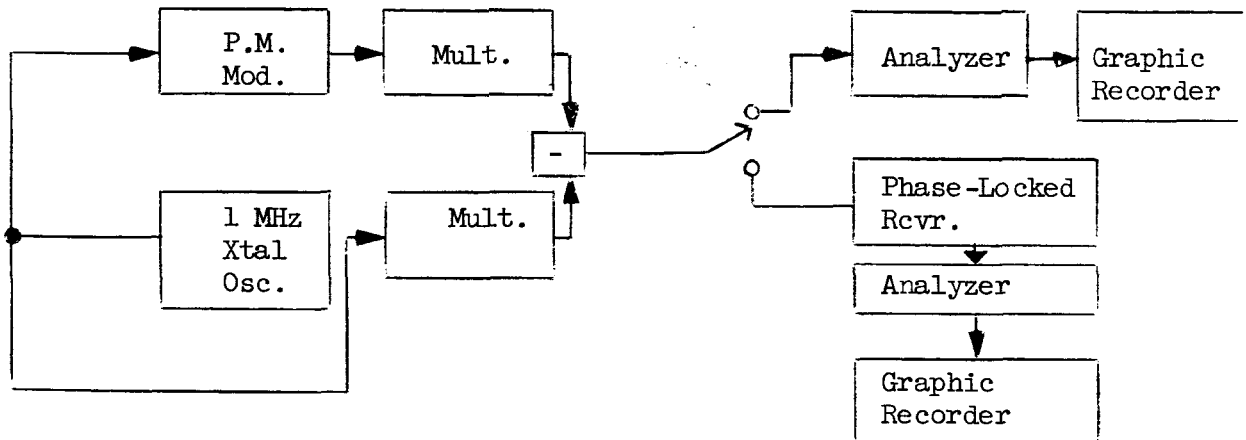 P.M.
Mod.
Mult.
Analyzer
Graphic
Recorder
-
1 MHz
Xtal
Osc.
Mult.
Phase-Locked
Rcvr.
Analyzer
Graphic
Recorder